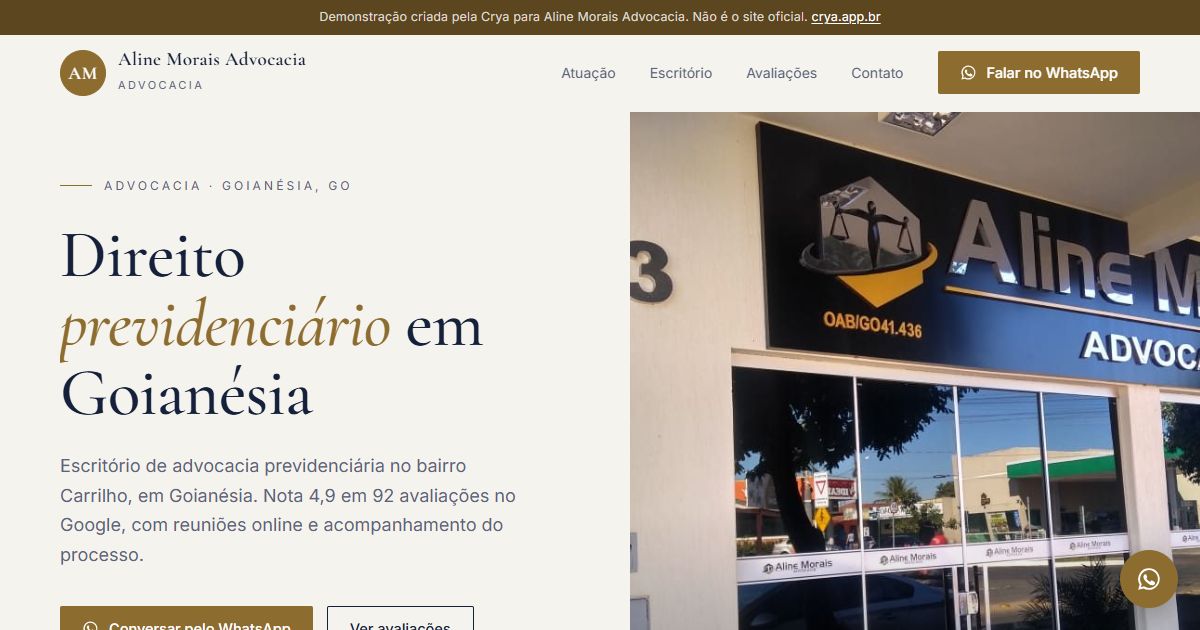 Demonstração criada pela Crya para Aline Morais Advocacia. Não é o site oficial. crya.app.br
AM
Aline Morais Advocacia
ADVOCACIA
Atuação
Escritório
Avaliações
Contato
Falar no WhatsApp
ADVOCACIA · GOIANÉSIA, GO
Direito
previdenciário em
Goianésia
Escritório de advocacia previdenciária no bairro
Carrilho, em Goianésia. Nota 4,9 em 92 avaliações no
Google, com reuniões online e acompanhamento do
processo.
Conversar pelo WhatsApp
Ver avaliações
3
Aline M
OAB/GO41.436
ADVOCA
Aline Morais
Aline Morais
Aline Morais
Aline Morais